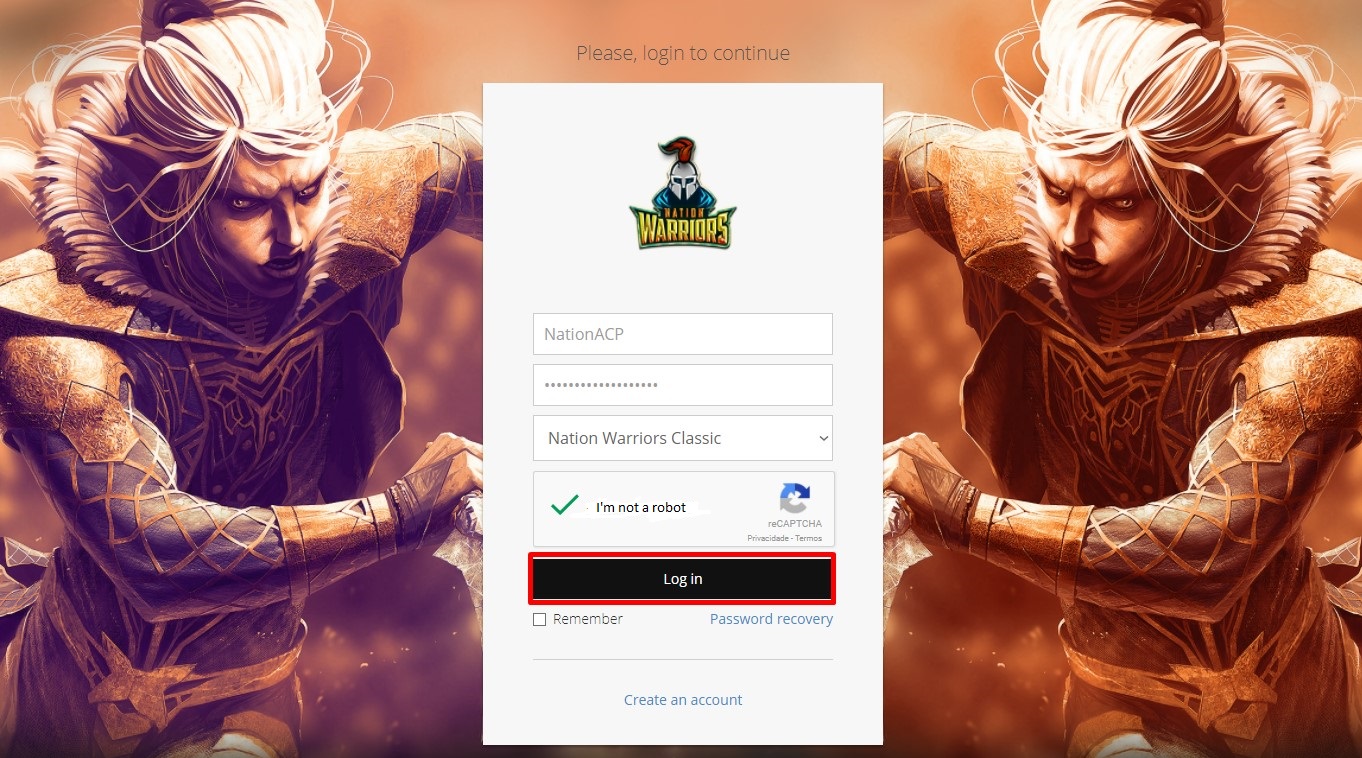 Please, login to continue
NATION
WARRIORS
NationACP
•••••••••••••••••••
Nation Warriors Classic
I'm not a robot
reCAPTCHA
Privacidade - Termos
Log in
Remember
Password recovery
Create an account